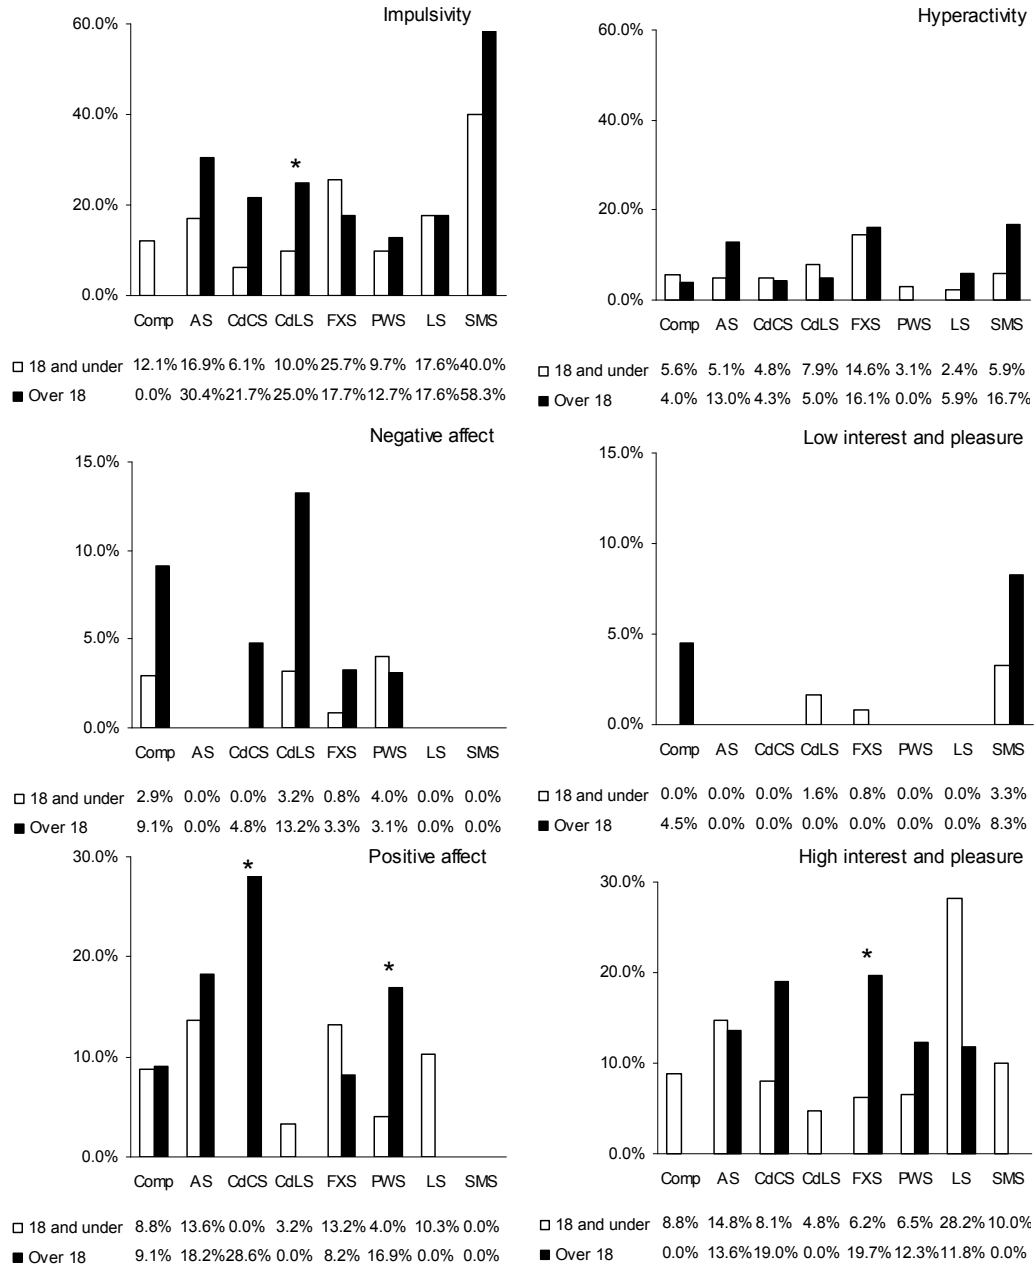 Impulsivity
60.0%
40.0%
*
20.0%
0.0%
Comp AS CdCS CdLS FXS PWS LS SMS
18 and under 12.1% 16.9% 6.1% 10.0% 25.7% 9.7% 17.6% 40.0%
Over 18 0.0% 30.4% 21.7% 25.0% 17.7% 12.7% 17.6% 58.3%
Hyperactivity
60.0%
40.0%
20.0%
0.0%
Comp AS CdCS CdLS FXS PWS LS SMS
18 and under 5.6% 5.1% 4.8% 7.9% 14.6% 3.1% 2.4% 5.9%
Over 18 4.0% 13.0% 4.3% 5.0% 16.1% 0.0% 5.9% 16.7%
Negative affect
15.0%
10.0%
5.0%
0.0%
Comp AS CdCS CdLS FXS PWS LS SMS
18 and under 2.9% 0.0% 0.0% 3.2% 0.8% 4.0% 0.0% 0.0%
Over 18 9.1% 0.0% 4.8% 13.2% 3.3% 3.1% 0.0% 0.0%
Low interest and pleasure
15.0%
10.0%
5.0%
0.0%
Comp AS CdCS CdLS FXS PWS LS SMS
18 and under 0.0% 0.0% 0.0% 1.6% 0.8% 0.0% 0.0% 3.3%
Over 18 4.5% 0.0% 0.0% 0.0% 0.0% 0.0% 0.0% 8.3%
Positive affect
30.0%
*
20.0%
*
10.0%
0.0%
Comp AS CdCS CdLS FXS PWS LS SMS
18 and under 8.8% 13.6% 0.0% 3.2% 13.2% 4.0% 10.3% 0.0%
Over 18 9.1% 18.2% 28.6% 0.0% 8.2% 16.9% 0.0% 0.0%
High interest and pleasure
30.0%
*
20.0%
10.0%
0.0%
Comp AS CdCS CdLS FXS PWS LS SMS
18 and under 8.8% 14.8% 8.1% 4.8% 6.2% 6.5% 28.2% 10.0%
Over 18 0.0% 13.6% 19.0% 0.0% 19.7% 12.3% 11.8% 0.0%